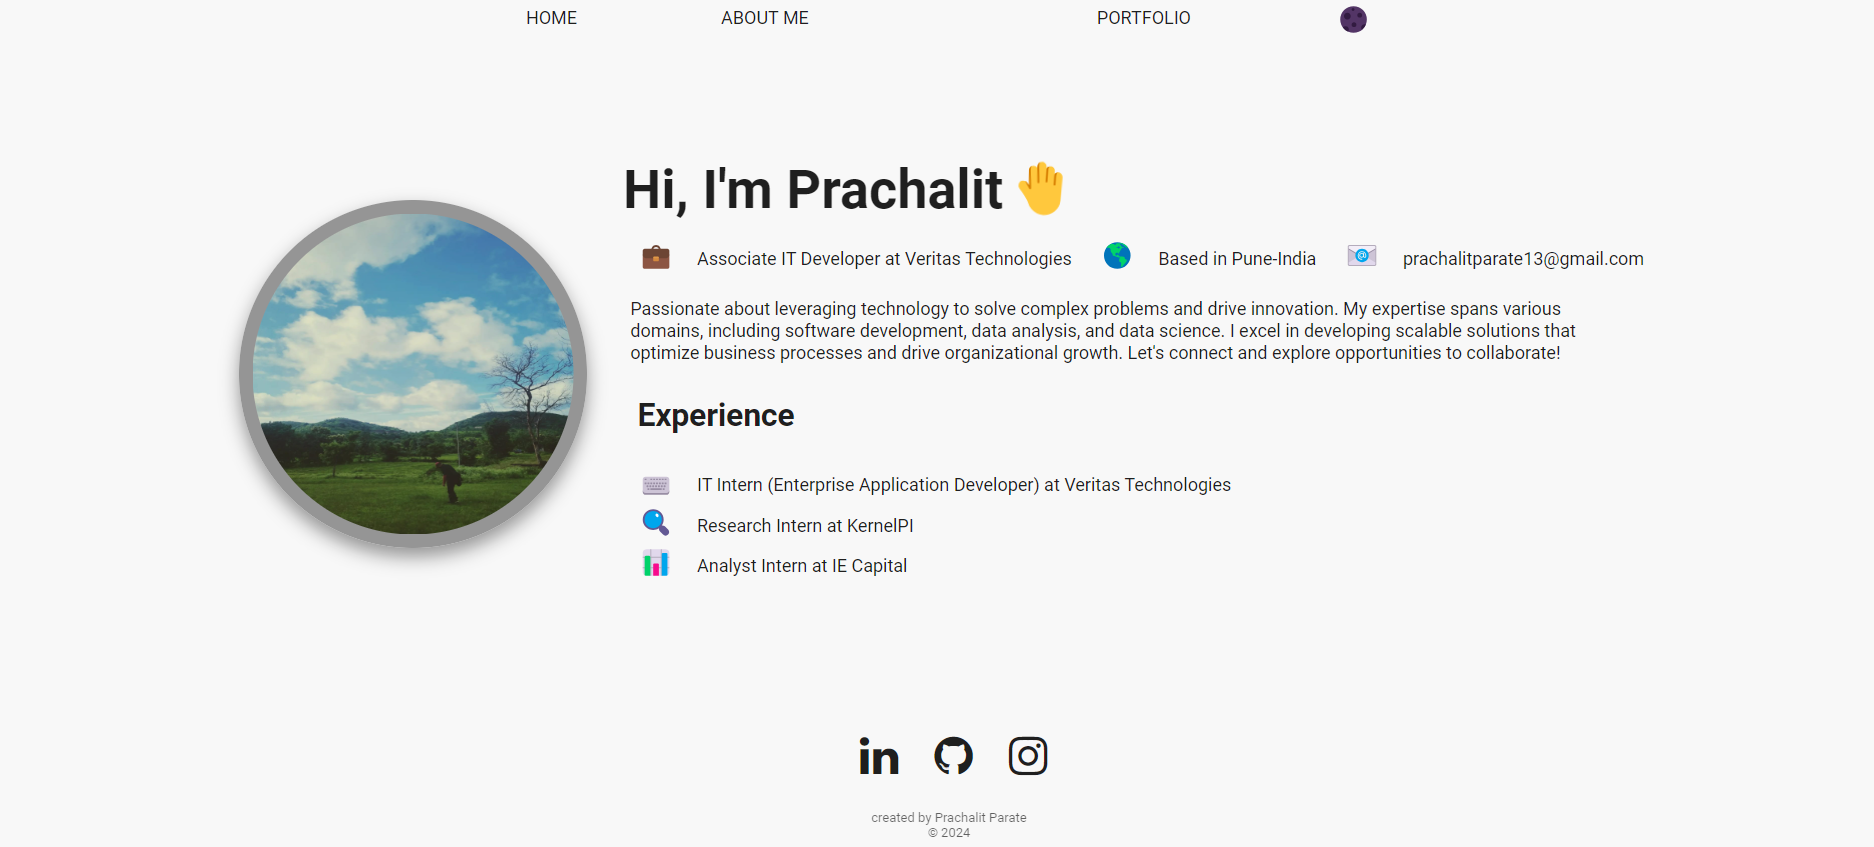 HOME ABOUT ME PORTFOLIO
Hi, I'm Prachalit
Associate IT Developer at Veritas Technologies Based in Pune-India prachalitparate13@gmail.com
Passionate about leveraging technology to solve complex problems and drive innovation. My expertise spans various
domains, including software development, data analysis, and data science. I excel in developing scalable solutions that
optimize business processes and drive organizational growth. Let's connect and explore opportunities to collaborate!
Experience
IT Intern (Enterprise Application Developer) at Veritas Technologies
Research Intern at KernelPI
Analyst Intern at IE Capital
in
created by Prachalit Parate
© 2024